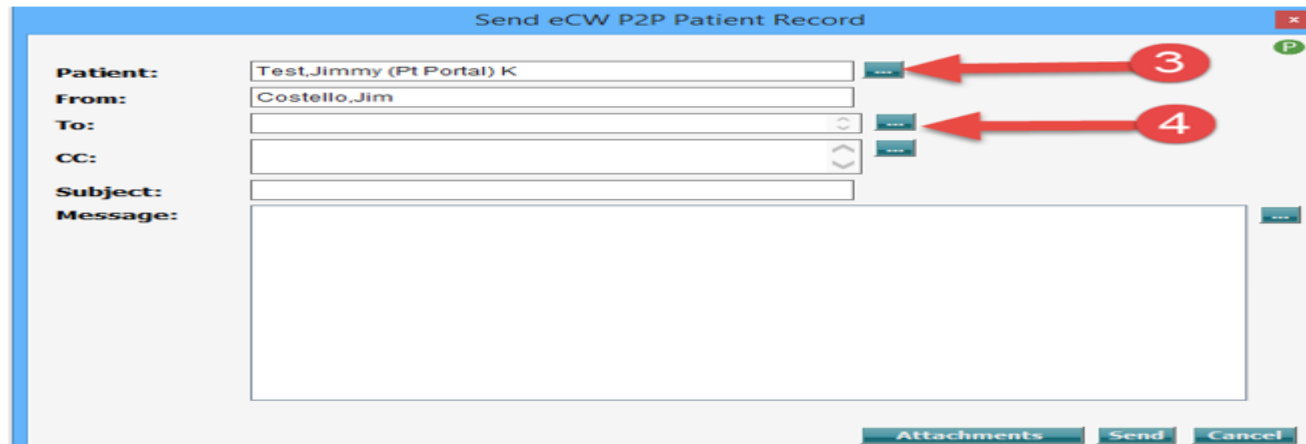 Send eCW P2P Patient Record
×
P
Patient: Test,Jimmy (Pt Portal) K ... 3
From: Costello,Jim
To: ... 4
CC: ...
Subject:
Message: ...
Attachments Send Cancel